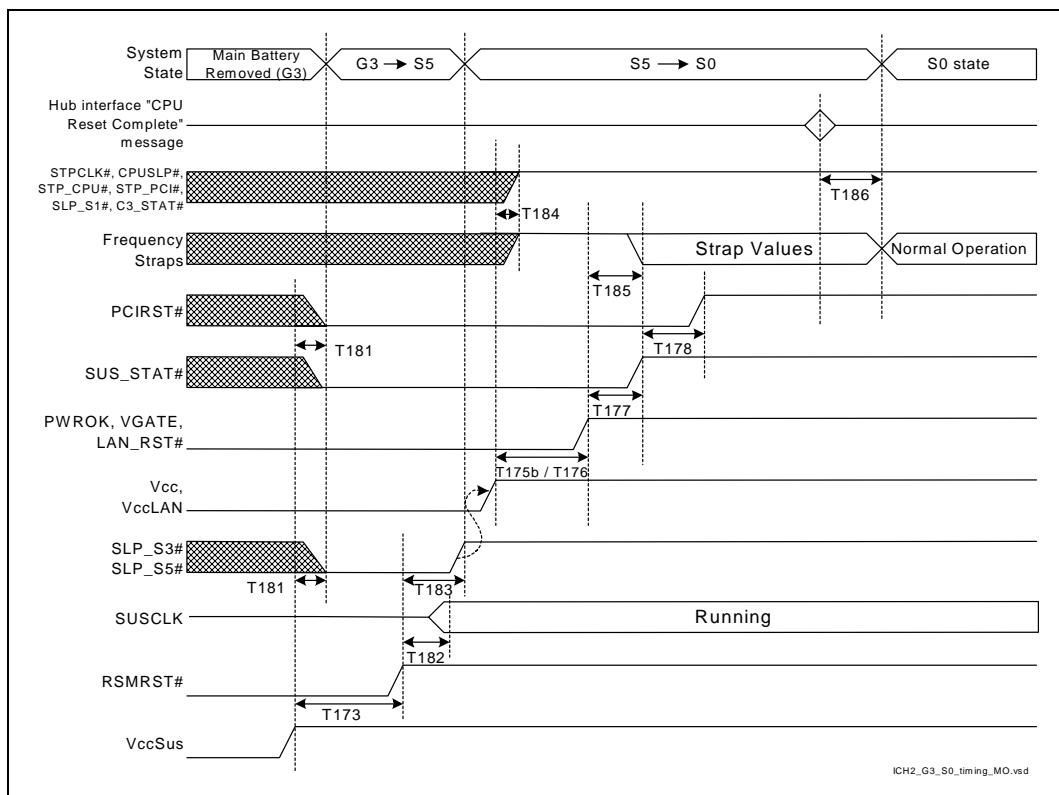 System
State
Main Battery
Removed (G3)
G3 → S5
S5 → S0
S0 state
Hub interface "CPU
Reset Complete"
message
T186
STPCLK#, CPUSLP#,
STP_CPU#, STP_PCI#,
SLP_S1#, C3_STAT#
T184
Frequency
Straps
Strap Values
Normal Operation
T185
PCIRST#
T181
T178
SUS_STAT#
T177
PWROK, VGATE,
LAN_RST#
T175b / T176
Vcc,
VccLAN
SLP_S3#
SLP_S5#
T181
T183
SUSCLK
Running
T182
RSMRST#
T173
VccSus
ICH2_G3_S0_timing_MO.vsd